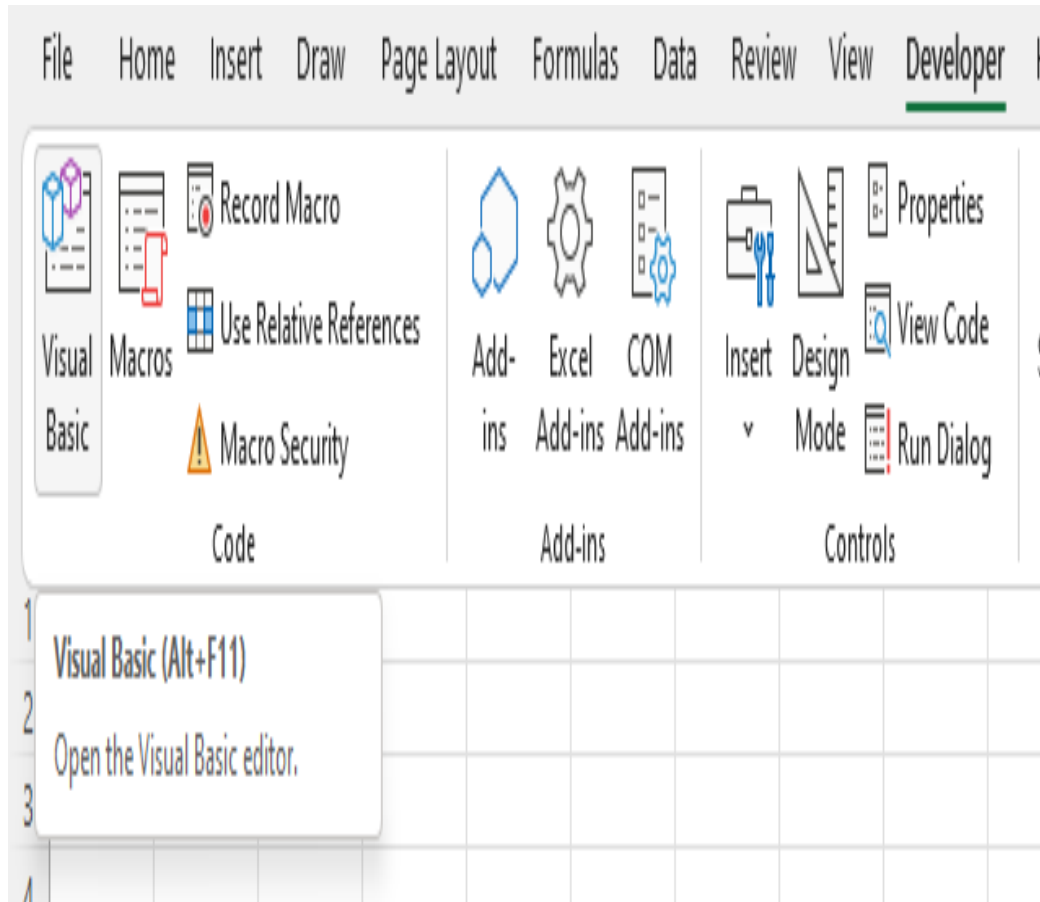 File Home Insert Draw Page Layout Formulas Data Review View Developer
Visual
Basic
Macros
Record Macro
Use Relative References
Macro Security
Code
Add-
ins
Excel
Add-ins
COM
Add-ins
Add-ins
Insert
Design
Mode
Properties
View Code
Run Dialog
Controls
1
2
3
4
Visual Basic (Alt+F11)
Open the Visual Basic editor.